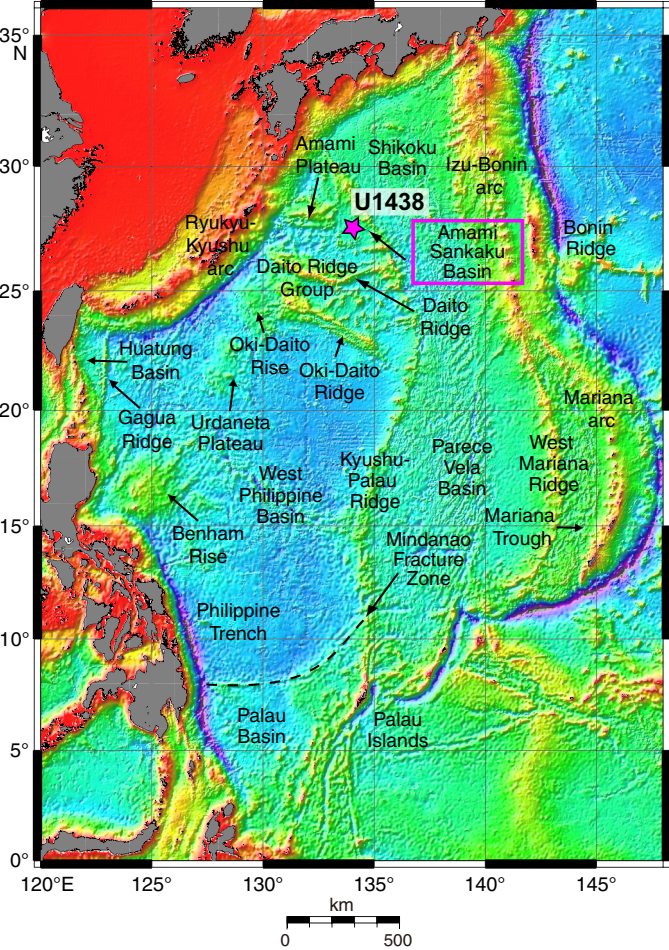 35°
N
30°
25°
20°
15°
10°
5°
0°
Amami
Plateau
Shikoku
Basin
Izu-Bonin
arc
U1438
Ryukyu-
Kyushu
arc
Amami
Sankaku
Basin
Bonin
Ridge
Daito Ridge
Group
Daito
Ridge
Huatung
Basin
Oki-Daito
Rise
Oki-Daito
Ridge
Gagua
Ridge
Urdaneta
Plateau
Mariana
arc
West
Philippine
Basin
Kyushu-
Palau
Ridge
Parece
Vela
Basin
West
Mariana
Ridge
Benham
Rise
Mariana
Trough
Mindanao
Fracture
Zone
Philippine
Trench
Palau
Basin
Palau
Islands
120°E
125°
130°
135°
140°
145°
km
0
500